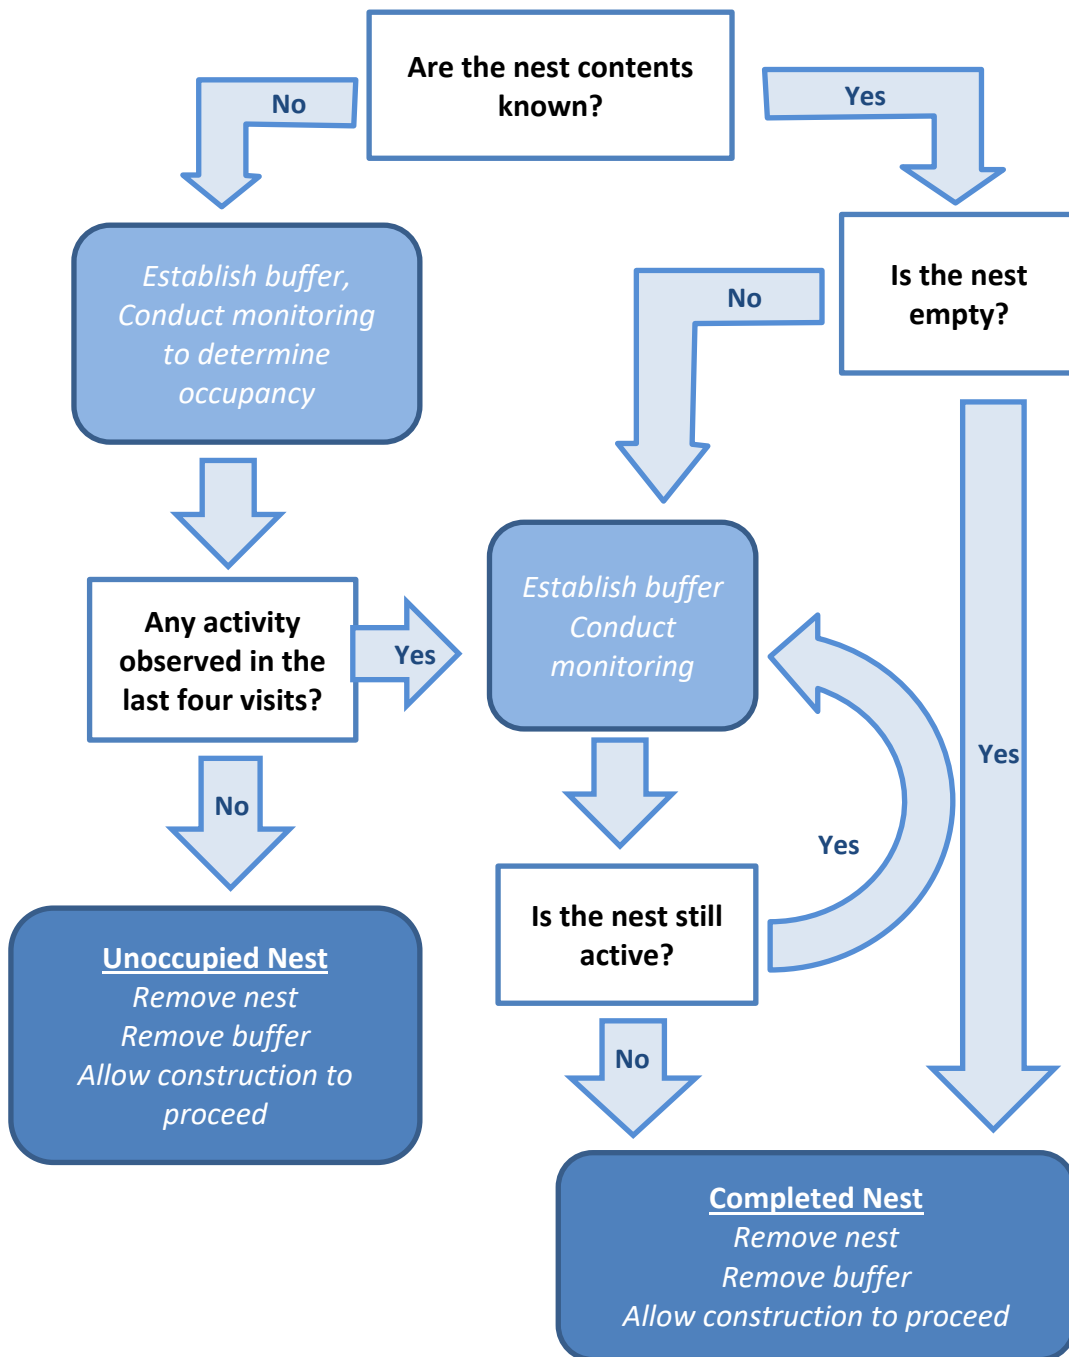 Are the nest contents
known?
No
Yes
Establish buffer,
Conduct monitoring
to determine
occupancy
Is the nest
empty?
No
Any activity
observed in the
last four visits?
Yes
Establish buffer
Conduct
monitoring
Yes
No
Yes
Is the nest still
active?
No
Unoccupied Nest
Remove nest
Remove buffer
Allow construction to
proceed
Completed Nest
Remove nest
Remove buffer
Allow construction to proceed